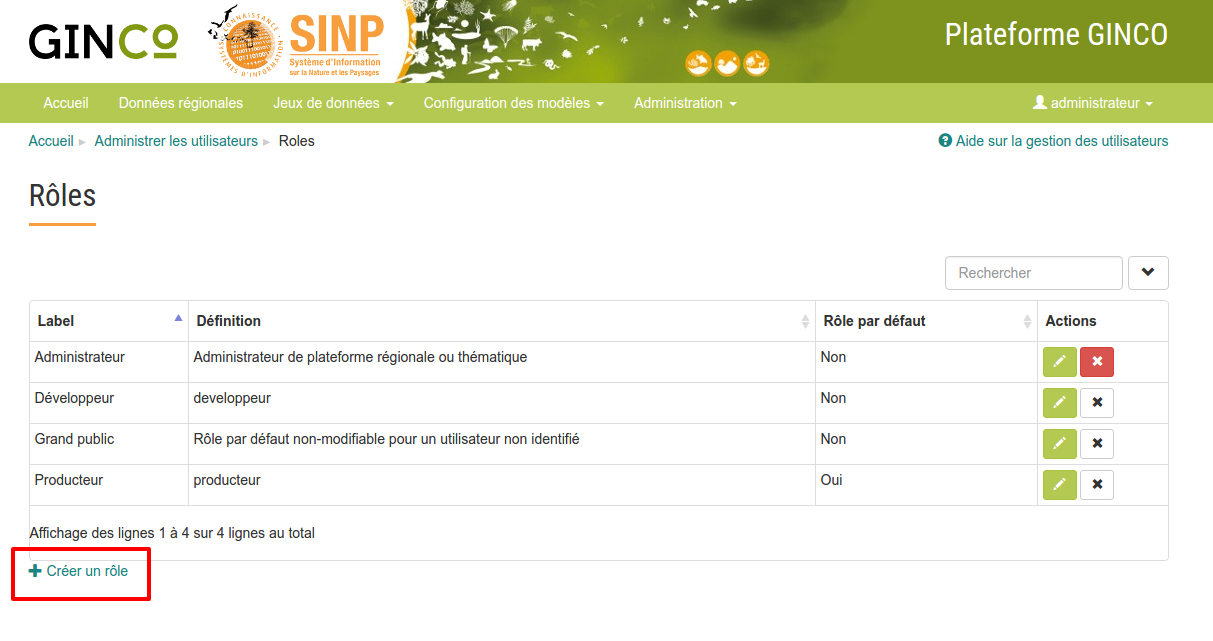 GINCO
CONNAISSANCE
SYSTÈMES D'INFORMATION
SINP
Système d'Information
sur la Nature et les Paysages
Plateforme GINCO
Accueil Données régionales Jeux de données Configuration des modèles Administration administrateur
Accueil Administrer les utilisateurs Roles Aide sur la gestion des utilisateurs
Rôles
Rechercher
Label Définition Rôle par défaut Actions
Administrateur Administrateur de plateforme régionale ou thématique Non
Développeur developpeur Non
Grand public Rôle par défaut non-modifiable pour un utilisateur non identifié Non
Producteur producteur Oui
Affichage des lignes 1 à 4 sur 4 lignes au total
Créer un rôle